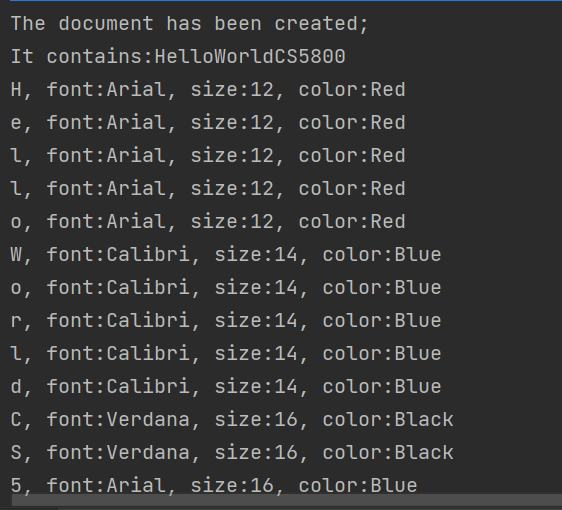 The document has been created;
It contains:HelloWorldCS5800
H, font:Arial, size:12, color:Red
e, font:Arial, size:12, color:Red
l, font:Arial, size:12, color:Red
l, font:Arial, size:12, color:Red
o, font:Arial, size:12, color:Red
W, font:Calibri, size:14, color:Blue
o, font:Calibri, size:14, color:Blue
r, font:Calibri, size:14, color:Blue
l, font:Calibri, size:14, color:Blue
d, font:Calibri, size:14, color:Blue
C, font:Verdana, size:16, color:Black
S, font:Verdana, size:16, color:Black
5, font:Arial, size:16, color:Blue